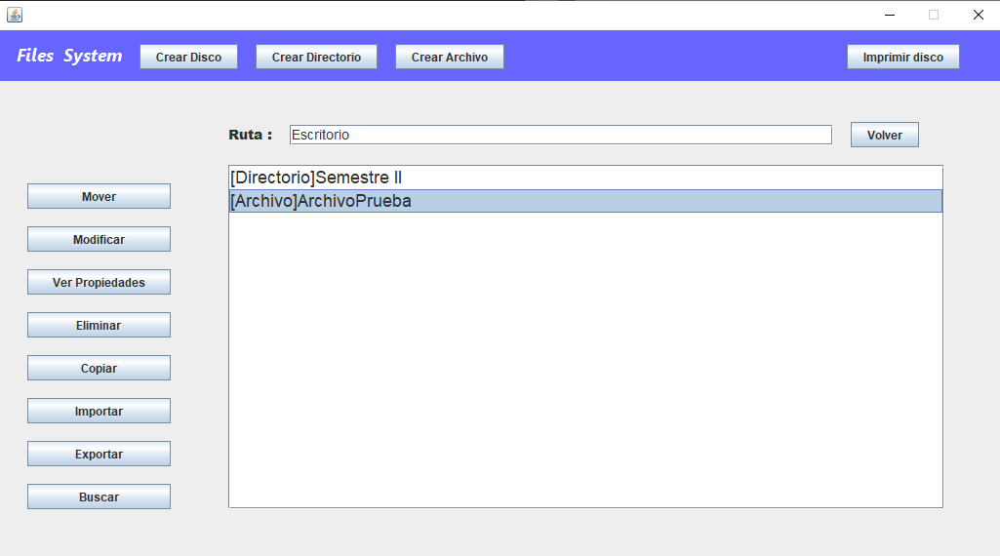 Files System Crear Disco Crear Directorio Crear Archivo Imprimir disco
Ruta : Escritorio Volver
[Directorio]Semestre II
[Archivo]ArchivoPrueba
Mover
Modificar
Ver Propiedades
Eliminar
Copiar
Importar
Exportar
Buscar